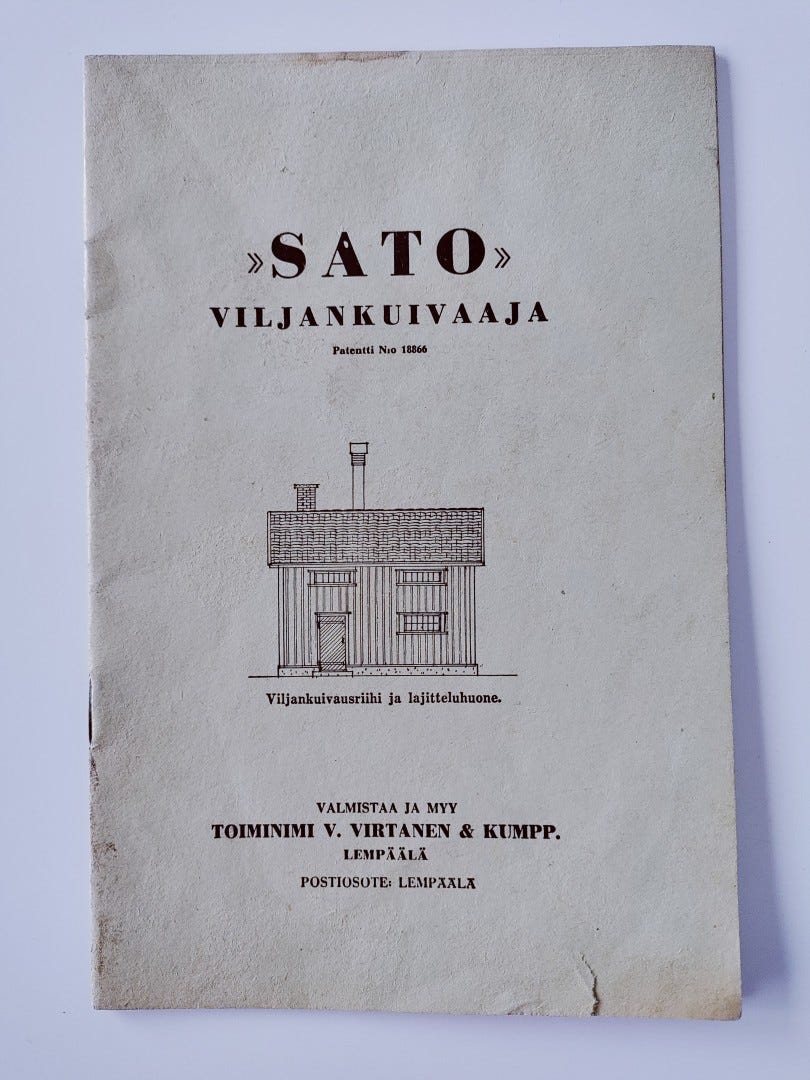 »SATO»
VILJANKUIVAAJA
Patentti N:o 18866
Viljankuivausriihi ja lajitteluhuone.
VALMISTAA JA MYY
TOIMINIMI V. VIRTANEN & KUMPP.
LEMPÄÄLÄ
POSTIOSOTE: LEMPÄÄLÄ